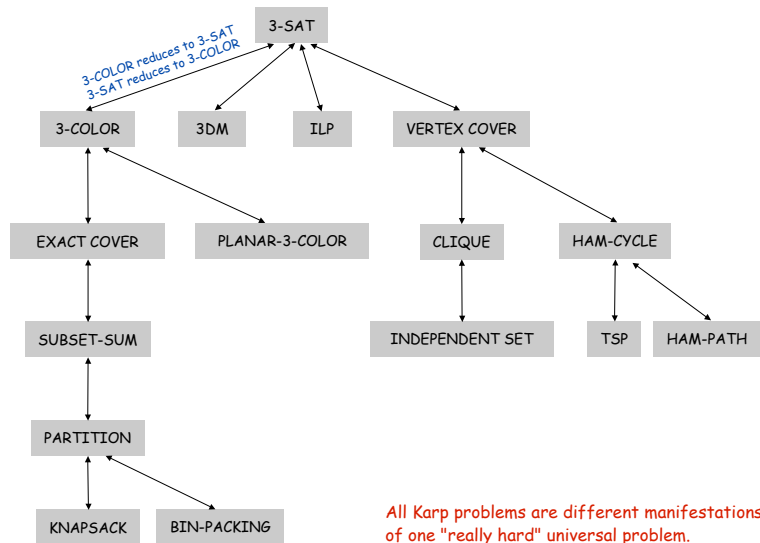 3-SAT
3-COLOR reduces to 3-SAT
3-SAT reduces to 3-COLOR
3-COLOR
3DM
ILP
VERTEX COVER
EXACT COVER
PLANAR-3-COLOR
CLIQUE
HAM-CYCLE
SUBSET-SUM
INDEPENDENT SET
TSP
HAM-PATH
PARTITION
KNAPSACK
BIN-PACKING
All Karp problems are different manifestations
of one "really hard" universal problem.